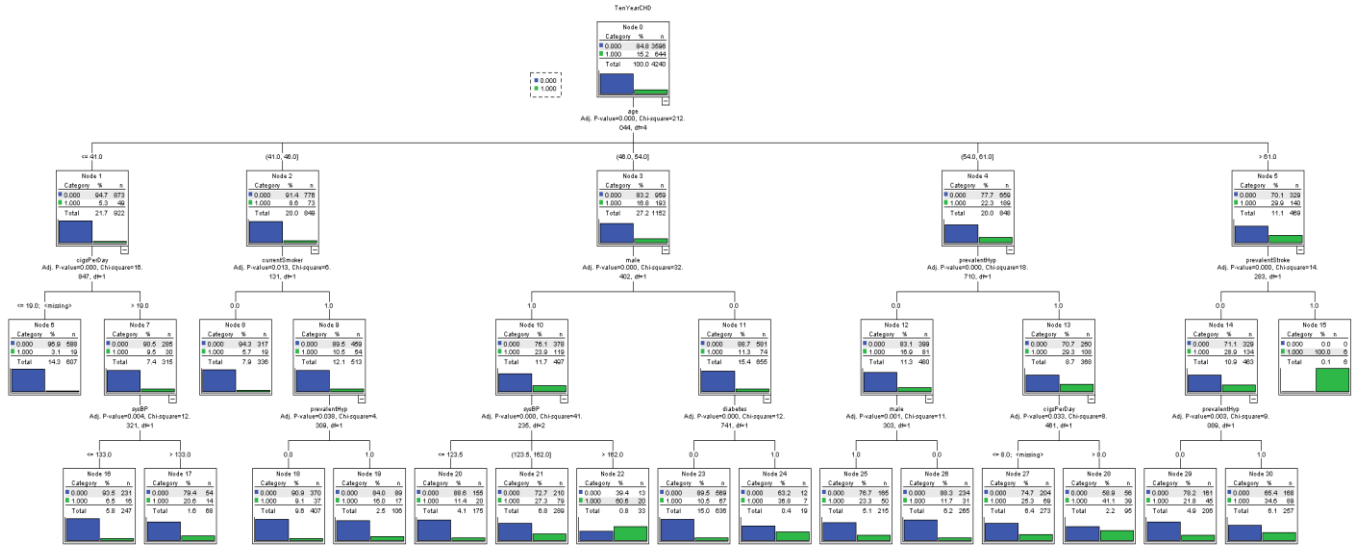 TenYearCHD
Node 0
Category % n
0.000 84.8 3596
1.000 15.2 644
Total 100.0 4240
0.000
1.000
age
Adj. P-value=0.000, Chi-square=212.
044, df=4
<= 41.0
(41.0, 46.0]
(46.0, 54.0]
(54.0, 61.0]
> 61.0
Node 1
Category % n
0.000 94.7 873
1.000 5.3 49
Total 21.7 922
cigsPerDay
Adj. P-value=0.000, Chi-square=16.
847, df=1
Node 2
Category % n
0.000 91.4 776
1.000 8.6 73
Total 20.0 849
currentSmoker
Adj. P-value=0.013, Chi-square=6.
131, df=1
Node 3
Category % n
0.000 83.2 959
1.000 16.8 193
Total 27.2 1152
male
Adj. P-value=0.000, Chi-square=32.
402, df=1
Node 4
Category % n
0.000 77.7 659
1.000 22.3 189
Total 20.0 848
prevalentHyp
Adj. P-value=0.000, Chi-square=18.
710, df=1
Node 5
Category % n
0.000 70.1 329
1.000 29.9 140
Total 11.1 469
prevalentStroke
Adj. P-value=0.000, Chi-square=14.
283, df=1
<= 19.0; <missing>
> 19.0
0.0
1.0
1.0
0.0
0.0
1.0
0.0
1.0
Node 6
Category % n
0.000 96.9 588
1.000 3.1 19
Total 14.3 607
Node 7
Category % n
0.000 90.5 285
1.000 9.5 30
Total 7.4 315
sysBP
Adj. P-value=0.004, Chi-square=12.
321, df=1
Node 8
Category % n
0.000 94.3 317
1.000 5.7 19
Total 7.9 336
Node 9
Category % n
0.000 89.5 459
1.000 10.5 54
Total 12.1 513
prevalentHyp
Adj. P-value=0.038, Chi-square=4.
309, df=1
Node 10
Category % n
0.000 76.1 378
1.000 23.9 119
Total 11.7 497
sysBP
Adj. P-value=0.000, Chi-square=41.
235, df=2
Node 11
Category % n
0.000 88.7 581
1.000 11.3 74
Total 15.4 655
diabetes
Adj. P-value=0.000, Chi-square=12.
741, df=1
Node 12
Category % n
0.000 83.1 399
1.000 16.9 81
Total 11.3 480
male
Adj. P-value=0.001, Chi-square=11.
303, df=1
Node 13
Category % n
0.000 70.7 260
1.000 29.3 108
Total 8.7 368
cigsPerDay
Adj. P-value=0.033, Chi-square=8.
461, df=1
Node 14
Category % n
0.000 71.1 329
1.000 28.9 134
Total 10.9 463
prevalentHyp
Adj. P-value=0.003, Chi-square=9.
089, df=1
Node 15
Category % n
0.000 0.0 0
1.000 100.0 6
Total 0.1 6
<= 133.0
> 133.0
0.0
1.0
<= 123.5
(123.5, 162.0]
> 162.0
0.0
1.0
1.0
0.0
<= 8.0; <missing>
> 8.0
0.0
1.0
Node 16
Category % n
0.000 93.5 231
1.000 6.5 16
Total 5.8 247
Node 17
Category % n
0.000 79.4 54
1.000 20.6 14
Total 1.6 68
Node 18
Category % n
0.000 90.9 370
1.000 9.1 37
Total 9.6 407
Node 19
Category % n
0.000 84.0 89
1.000 16.0 17
Total 2.5 106
Node 20
Category % n
0.000 88.6 155
1.000 11.4 20
Total 4.1 175
Node 21
Category % n
0.000 72.7 210
1.000 27.3 79
Total 6.8 289
Node 22
Category % n
0.000 39.4 13
1.000 60.6 20
Total 0.8 33
Node 23
Category % n
0.000 89.5 569
1.000 10.5 67
Total 15.0 636
Node 24
Category % n
0.000 63.2 12
1.000 36.8 7
Total 0.4 19
Node 25
Category % n
0.000 76.7 165
1.000 23.3 50
Total 5.1 215
Node 26
Category % n
0.000 88.3 234
1.000 11.7 31
Total 6.2 265
Node 27
Category % n
0.000 74.7 204
1.000 25.3 69
Total 6.4 273
Node 28
Category % n
0.000 58.9 56
1.000 41.1 39
Total 2.2 95
Node 29
Category % n
0.000 78.2 161
1.000 21.8 45
Total 4.9 206
Node 30
Category % n
0.000 65.4 168
1.000 34.6 89
Total 6.1 257